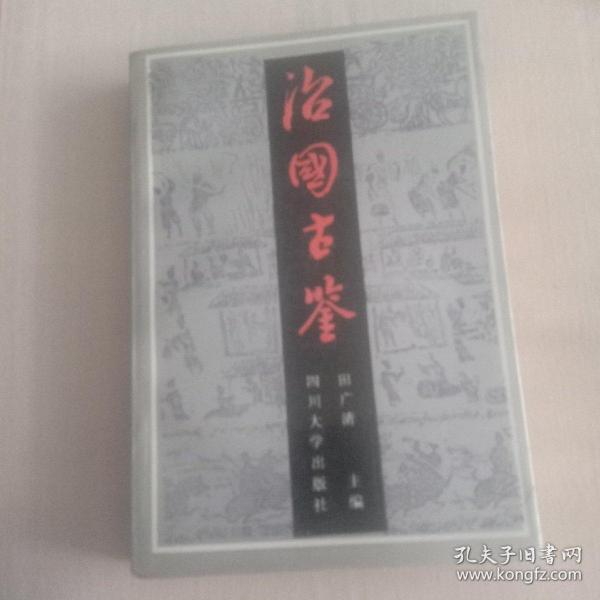 治國古鉴
田广清 主编
四川大学出版社
孔夫子旧书网
www.kongfz.com